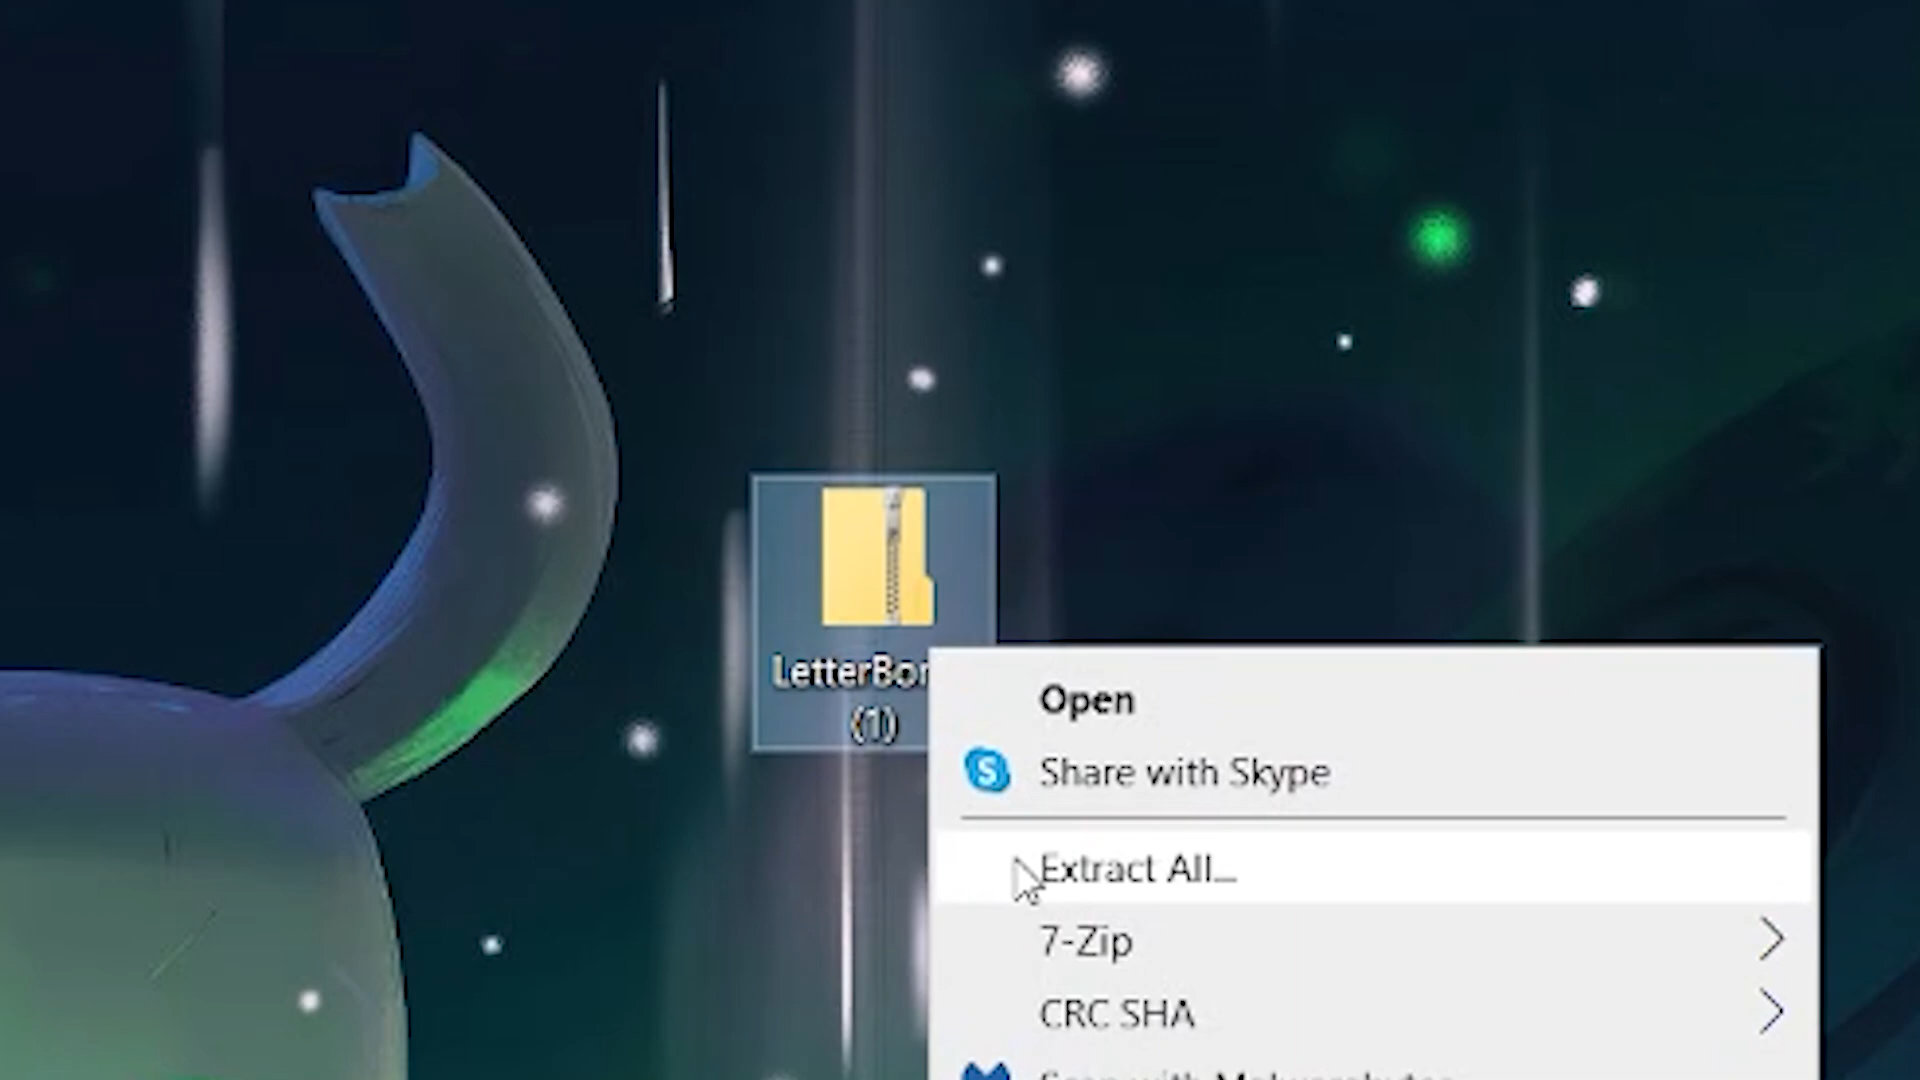 LetterBo
(1)
Open
Share with Skype
Extract All...
7-Zip
CRC SHA